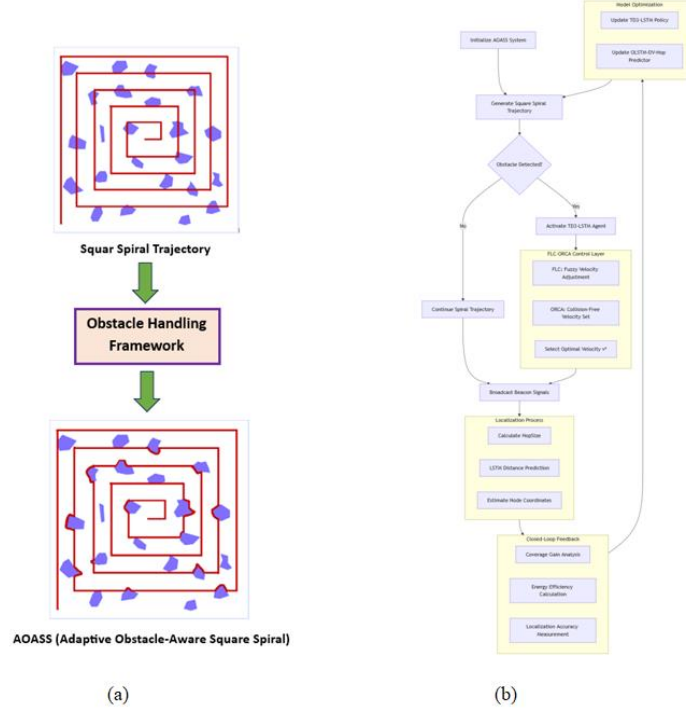 Squar Spiral Trajectory
Obstacle Handling
Framework
AOASS (Adaptive Obstacle-Aware Square Spiral)
(a)
Model Optimization
Update TD3-LSTM Policy
Update OLSTM-DV-Hop
Predictor
Initialize AOASS System
Generate Square Spiral
Trajectory
Obstacle Detected?
No
Yes
Activate TD3-LSTM Agent
FLC-ORCA Control Layer
FLC: Fuzzy Velocity
Adjustment
ORCA: Collision-Free
Velocity Set
Select Optimal Velocity
Continue Spiral Trajectory
Broadcast Beacon Signals
Localization Process
Calculate HopSize
LSTM Distance Prediction
Estimate Node Coordinates
Closed-Loop Feedback
Coverage Gain Analysis
Energy Efficiency
Calculation
Localization Accuracy
Measurement
(b)